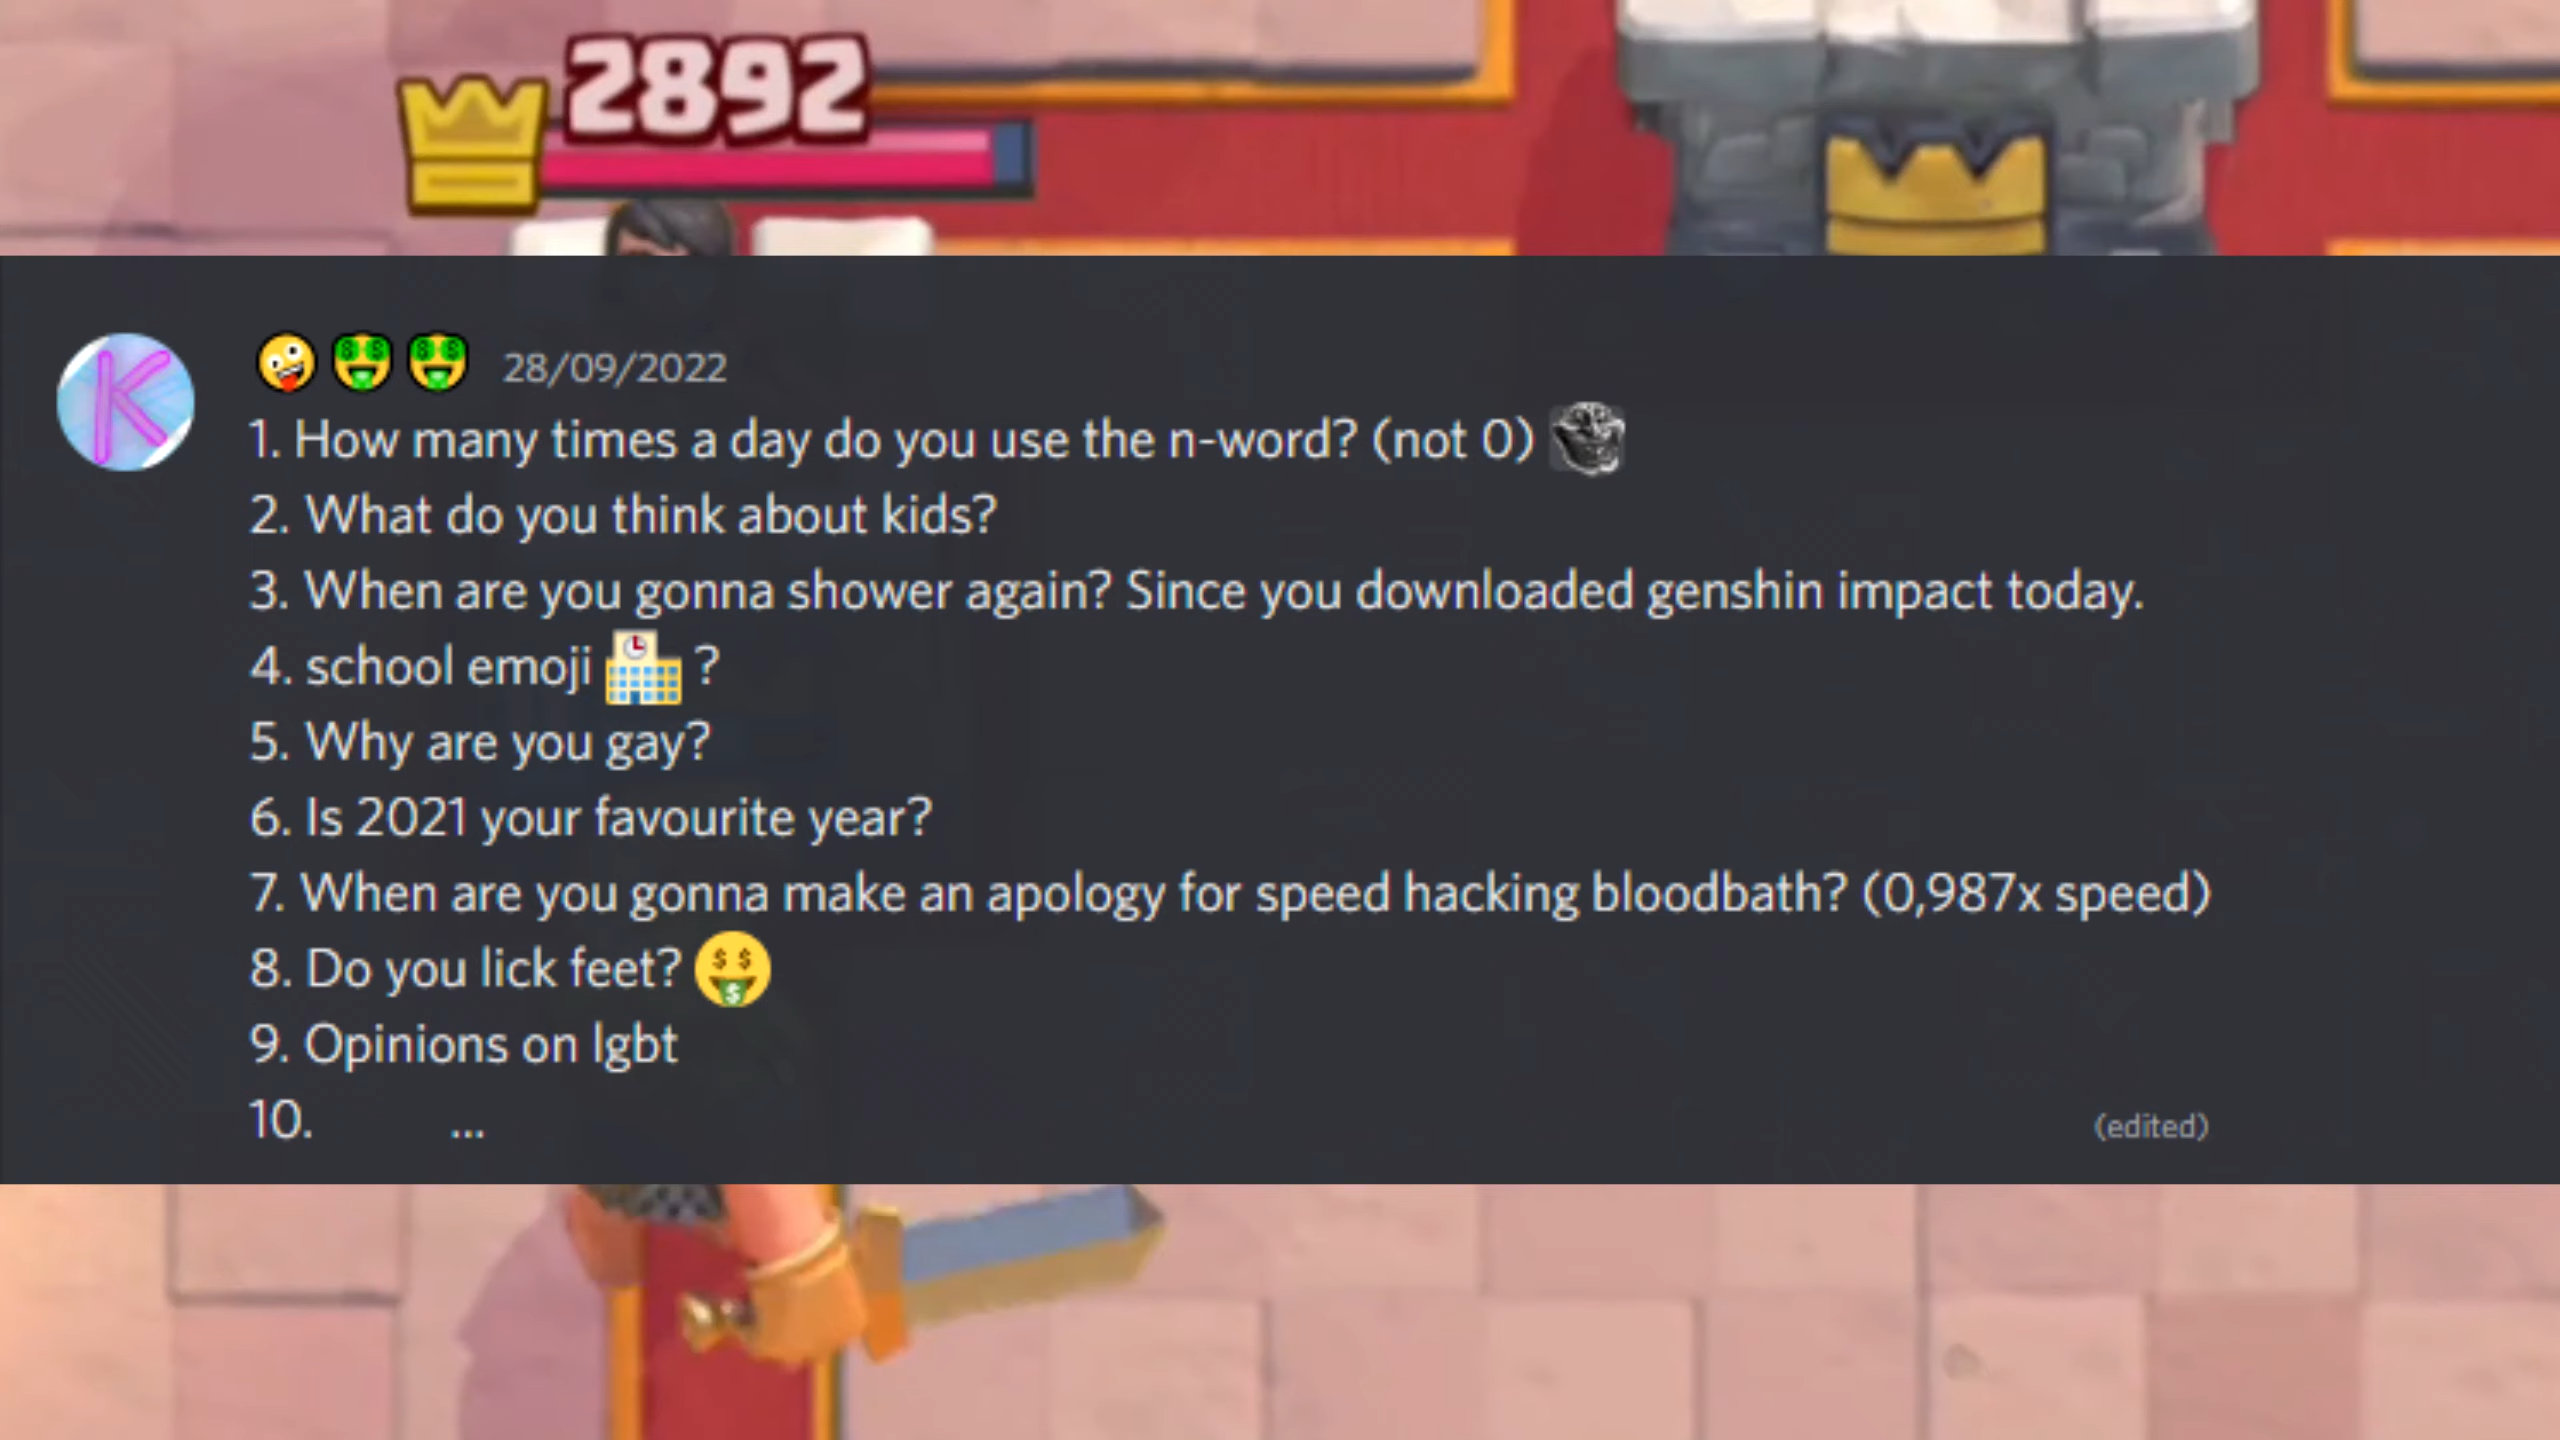 2892
🤪🤑🤑 28/09/2022
1. How many times a day do you use the n-word? (not 0)
2. What do you think about kids?
3. When are you gonna shower again? Since you downloaded genshin impact today.
4. school emoji 🏫 ?
5. Why are you gay?
6. Is 2021 your favourite year?
7. When are you gonna make an apology for speed hacking bloodbath? (0,987x speed)
8. Do you lick feet? 🤑
9. Opinions on lgbt
10. ... (edited)